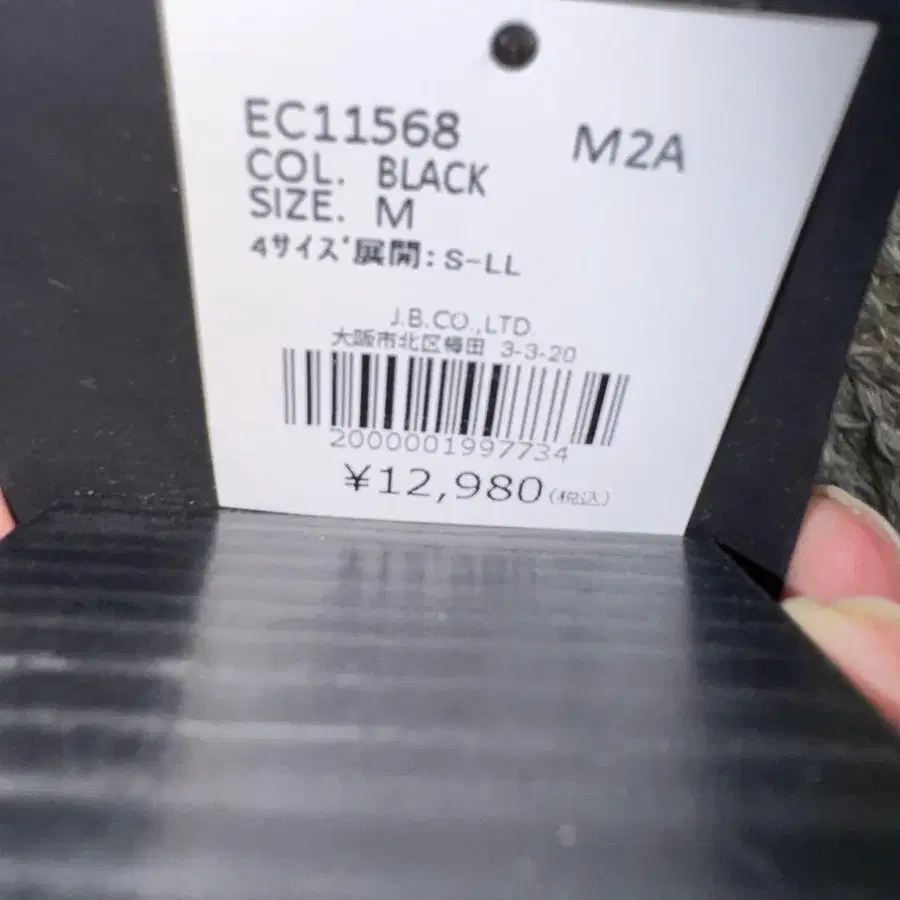 EC11568 M2A
COL. BLACK
SIZE. M
4ｻｲｽﾞ展開: S-LL
J.B.CO.,LTD.
大阪市北区梅田 3-3-20
2000001997734
¥12,980(税込)